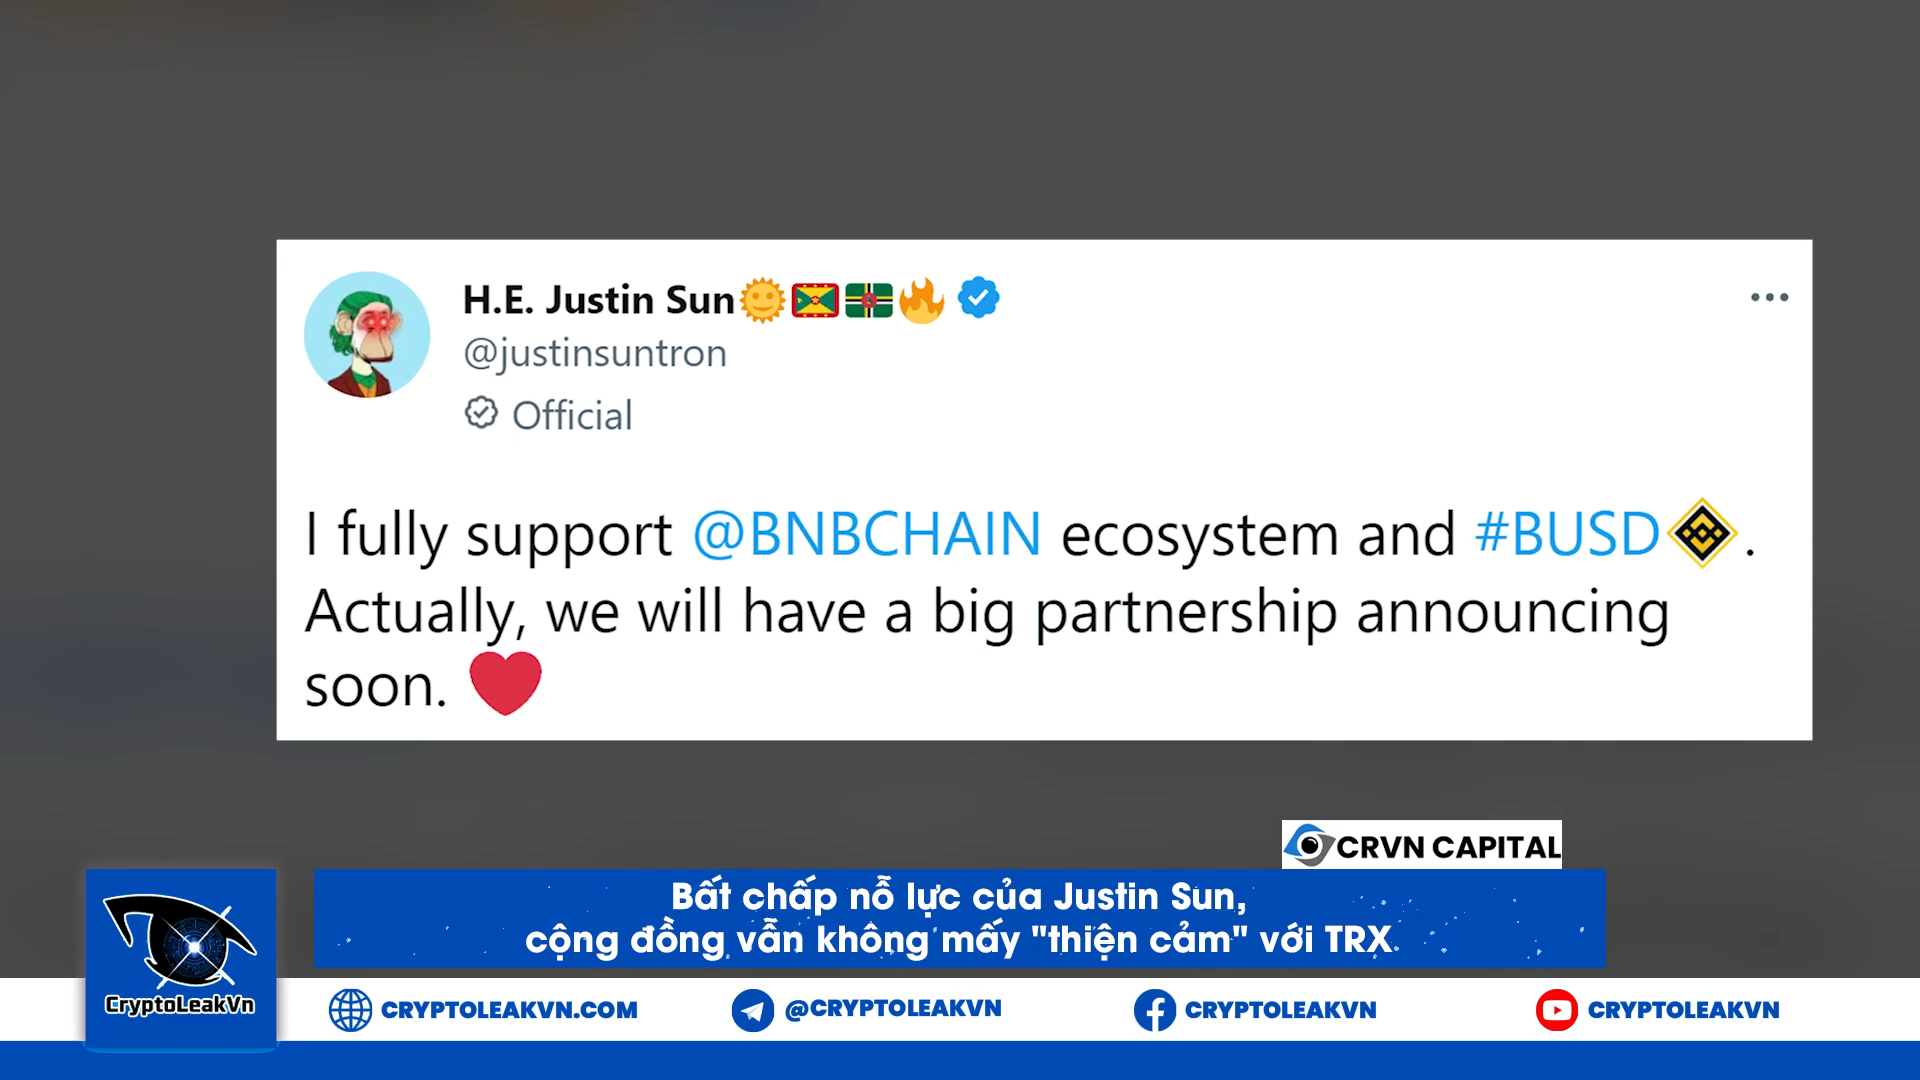 H.E. Justin Sun🌞🇬🇩🇩🇲🔥
@justinsuntron
Official
I fully support @BNBCHAIN ecosystem and #BUSD.
Actually, we will have a big partnership announcing
soon. ❤️
CRVN CAPITAL
Bất chấp nỗ lực của Justin Sun,
cộng đồng vẫn không mấy "thiện cảm" với TRX
CryptoLeakVn
CRYPTOLEAKVN.COM
@CRYPTOLEAKVN
CRYPTOLEAKVN
CRYPTOLEAKVN